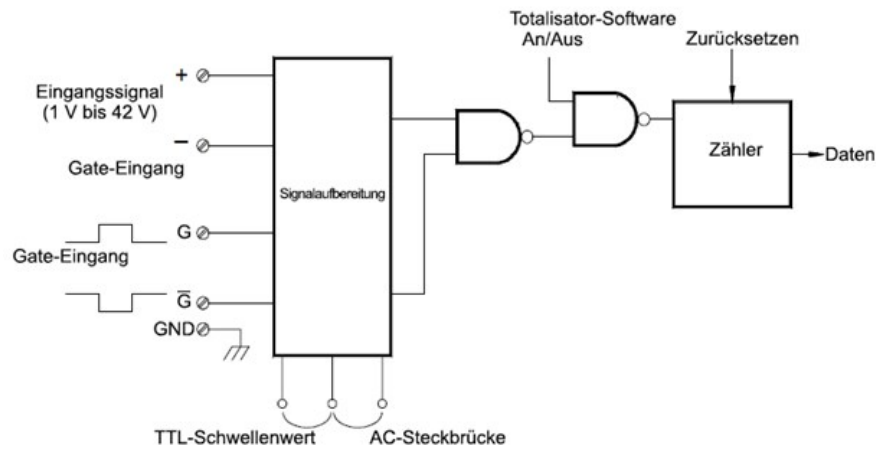 Totalisator-Software
An/Aus
Zurücksetzen
+
Eingangssignal
(1 V bis 42 V)
−
Gate-Eingang
Signalaufbereitung
Zähler
Daten
G
Gate-Eingang
G̅
GND
TTL-Schwellenwert
AC-Steckbrücke